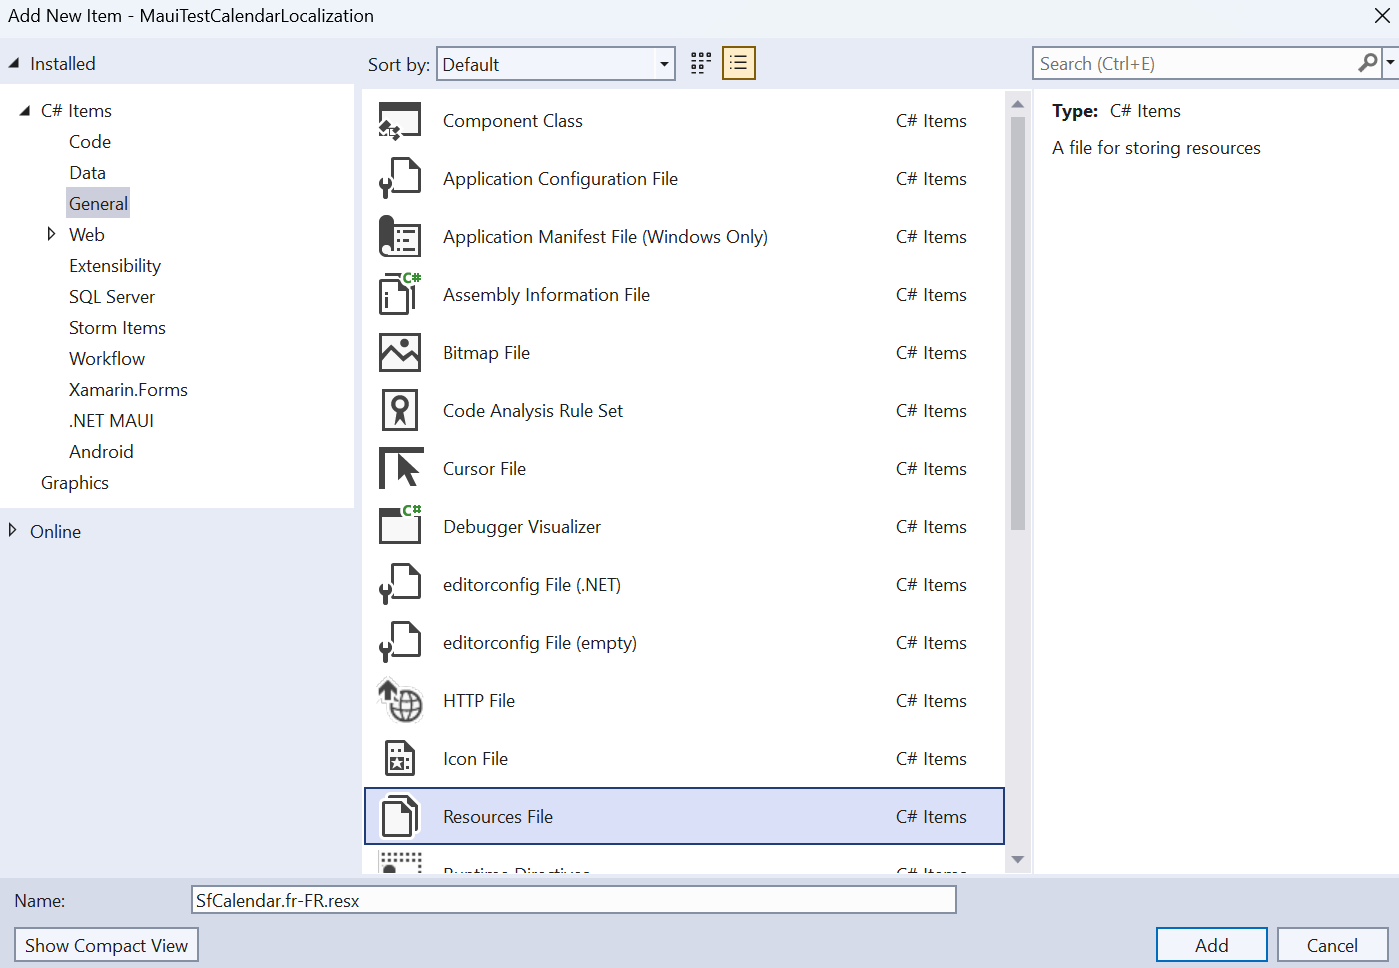 Add New Item - MauiTestCalendarLocalization
Installed
Sort by: Default
Search (Ctrl+E)
C# Items
Code
Data
General
Web
Extensibility
SQL Server
Storm Items
Workflow
Xamarin.Forms
.NET MAUI
Android
Graphics
Online
Component Class C# Items
Application Configuration File C# Items
Application Manifest File (Windows Only) C# Items
C#
Assembly Information File C# Items
Bitmap File C# Items
Code Analysis Rule Set C# Items
Cursor File C# Items
C#
Debugger Visualizer C# Items
editorconfig File (.NET) C# Items
editorconfig File (empty) C# Items
HTTP File C# Items
Icon File C# Items
Resources File C# Items
Runtime Directives C# Items
Type: C# Items
A file for storing resources
Name: SfCalendar.fr-FR.resx
Show Compact View
Add
Cancel